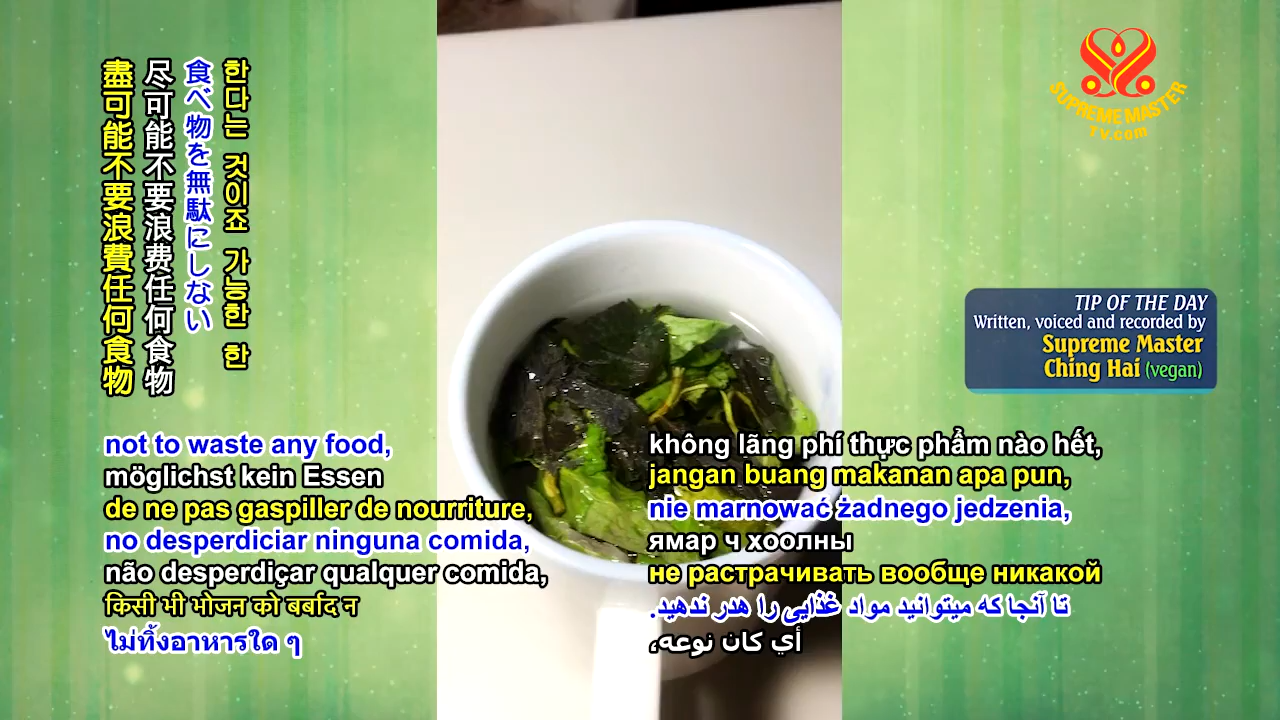 盡可能不要浪費任何食物
尽可能不要浪费任何食物
食べ物を無駄にしない
한다는 것이죠 가능한 한
SUPREME MASTER
TV.com
TIP OF THE DAY
Written, voiced and recorded by
Supreme Master
Ching Hai (vegan)
not to waste any food,
möglichst kein Essen
de ne pas gaspiller de nourriture,
no desperdiciar ninguna comida,
não desperdiçar qualquer comida,
किसी भी भोजन को बर्बाद न
ไม่ทิ้งอาหารใด ๆ
không lãng phí thực phẩm nào hết,
jangan buang makanan apa pun,
nie marnować żadnego jedzenia,
ямар ч хоолны
не растрачивать вообще никакой
تا آنجا که میتوانید مواد غذایی را هدر ندهید.
أي كان نوعه،